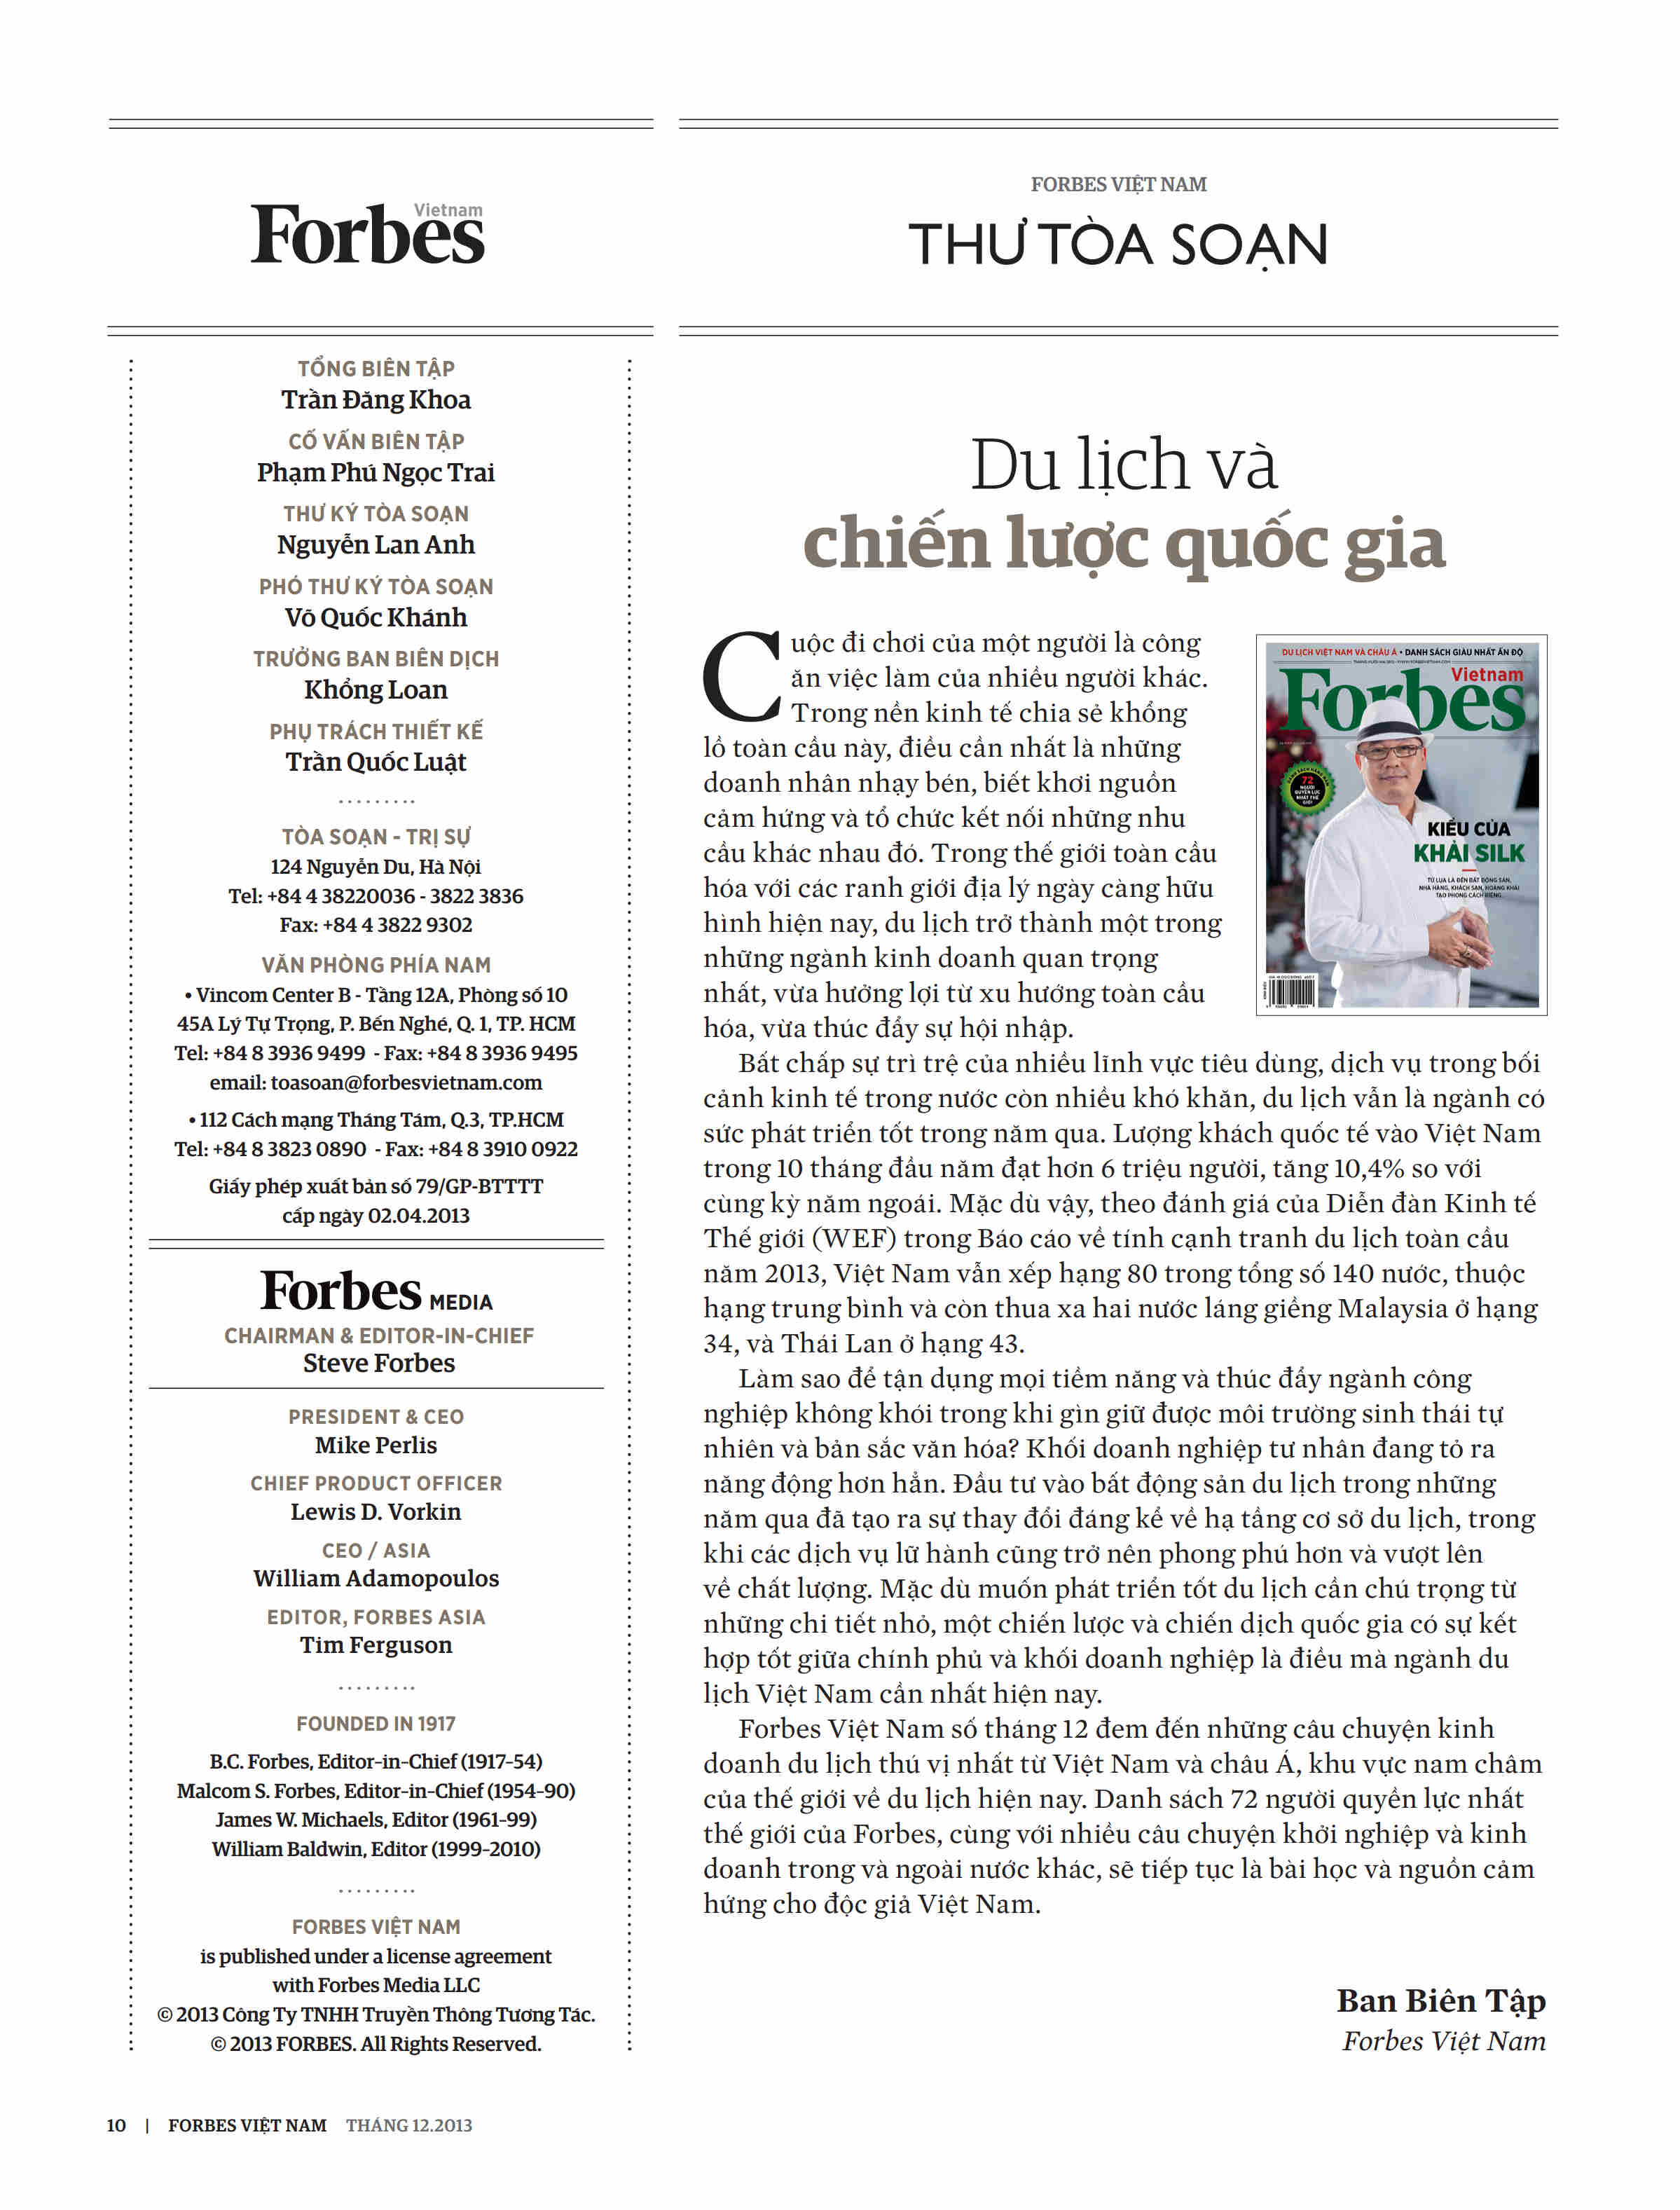 Forbes
Vietnam
TỔNG BIÊN TẬP
Trần Đăng Khoa
CỐ VẤN BIÊN TẬP
Phạm Phú Ngọc Trai
THƯ KÝ TÒA SOẠN
Nguyễn Lan Anh
PHÓ THƯ KÝ TÒA SOẠN
Võ Quốc Khánh
TRƯỞNG BAN BIÊN DỊCH
Khổng Loan
PHỤ TRÁCH THIẾT KẾ
Trần Quốc Luật
TÒA SOẠN - TRỊ SỰ
124 Nguyễn Du, Hà Nội
Tel: +84 4 38220036 - 3822 3836
Fax: +84 4 3822 9302
VĂN PHÒNG PHÍA NAM
• Vincom Center B - Tầng 12A, Phòng số 10
45A Lý Tự Trọng, P. Bến Nghé, Q. 1, TP. HCM
Tel: +84 8 3936 9499 - Fax: +84 8 3936 9495
email: toasoan@forbesvietnam.com
• 112 Cách mạng Tháng Tám, Q.3, TP.HCM
Tel: +84 8 3823 0890 - Fax: +84 8 3910 0922
Giấy phép xuất bản số 79/GP-BTTTT
cấp ngày 02.04.2013
Forbes MEDIA
CHAIRMAN & EDITOR-IN-CHIEF
Steve Forbes
PRESIDENT & CEO
Mike Perlis
CHIEF PRODUCT OFFICER
Lewis D. Vorkin
CEO / ASIA
William Adamopoulos
EDITOR, FORBES ASIA
Tim Ferguson
FOUNDED IN 1917
B.C. Forbes, Editor-in-Chief (1917-54)
Malcom S. Forbes, Editor-in-Chief (1954-90)
James W. Michaels, Editor (1961-99)
William Baldwin, Editor (1999-2010)
FORBES VIỆT NAM
is published under a license agreement
with Forbes Media LLC
© 2013 Công Ty TNHH Truyền Thông Tương Tác.
© 2013 FORBES. All Rights Reserved.
FORBES VIỆT NAM
THƯ TÒA SOẠN
Du lịch và
chiến lược quốc gia
Cuộc đi chơi của một người là công
ăn việc làm của nhiều người khác.
Trong nền kinh tế chia sẻ khổng
lồ toàn cầu này, điều cần nhất là những
doanh nhân nhạy bén, biết khơi nguồn
cảm hứng và tổ chức kết nối những nhu
cầu khác nhau đó. Trong thế giới toàn cầu
hóa với các ranh giới địa lý ngày càng hữu
hình hiện nay, du lịch trở thành một trong
những ngành kinh doanh quan trọng
nhất, vừa hưởng lợi từ xu hướng toàn cầu
hóa, vừa thúc đẩy sự hội nhập.
DU LỊCH VIỆT NAM VÀ CHÂU Á • DANH SÁCH GIÀU NHẤT ẤN ĐỘ
Forbes
Vietnam
72
NGƯỜI
QUYỀN LỰC
NHẤT THẾ
GIỚI
KIỂU CỦA
KHẢI SILK
TỪ LỤA LÀ ĐẾN BẤT ĐỘNG SẢN,
NHÀ HÀNG, KHÁCH SẠN, HOÀNG KHẢI
TẠO PHONG CÁCH RIÊNG
Bất chấp sự trì trệ của nhiều lĩnh vực tiêu dùng, dịch vụ trong bối
cảnh kinh tế trong nước còn nhiều khó khăn, du lịch vẫn là ngành có
sức phát triển tốt trong năm qua. Lượng khách quốc tế vào Việt Nam
trong 10 tháng đầu năm đạt hơn 6 triệu người, tăng 10,4% so với
cùng kỳ năm ngoái. Mặc dù vậy, theo đánh giá của Diễn đàn Kinh tế
Thế giới (WEF) trong Báo cáo về tính cạnh tranh du lịch toàn cầu
năm 2013, Việt Nam vẫn xếp hạng 80 trong tổng số 140 nước, thuộc
hạng trung bình và còn thua xa hai nước láng giềng Malaysia ở hạng
34, và Thái Lan ở hạng 43.
Làm sao để tận dụng mọi tiềm năng và thúc đẩy ngành công
nghiệp không khói trong khi gìn giữ được môi trường sinh thái tự
nhiên và bản sắc văn hóa? Khối doanh nghiệp tư nhân đang tỏ ra
năng động hơn hẳn. Đầu tư vào bất động sản du lịch trong những
năm qua đã tạo ra sự thay đổi đáng kể về hạ tầng cơ sở du lịch, trong
khi các dịch vụ lữ hành cũng trở nên phong phú hơn và vượt lên
về chất lượng. Mặc dù muốn phát triển tốt du lịch cần chú trọng từ
những chi tiết nhỏ, một chiến lược và chiến dịch quốc gia có sự kết
hợp tốt giữa chính phủ và khối doanh nghiệp là điều mà ngành du
lịch Việt Nam cần nhất hiện nay.
Forbes Việt Nam số tháng 12 đem đến những câu chuyện kinh
doanh du lịch thú vị nhất từ Việt Nam và châu Á, khu vực nam châm
của thế giới về du lịch hiện nay. Danh sách 72 người quyền lực nhất
thế giới của Forbes, cùng với nhiều câu chuyện khởi nghiệp và kinh
doanh trong và ngoài nước khác, sẽ tiếp tục là bài học và nguồn cảm
hứng cho độc giả Việt Nam.
Ban Biên Tập
Forbes Việt Nam
10 | FORBES VIỆT NAM THÁNG 12.2013